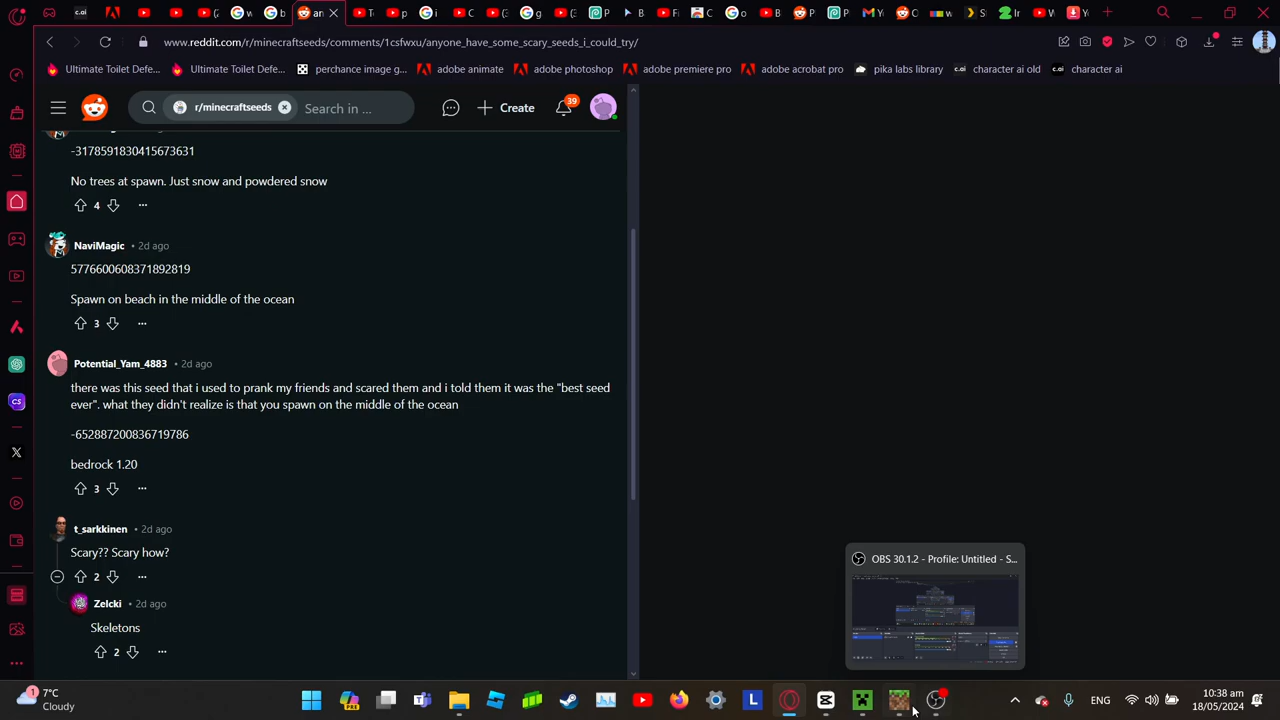 an
www.reddit.com/r/minecraftseeds/comments/1csfwxu/anyone_have_some_scary_seeds_i_could_try/
Ultimate Toilet Defe...
Ultimate Toilet Defe...
perchance image g...
adobe animate
adobe photoshop
adobe premiere pro
adobe acrobat pro
pika labs library
c.ai
character ai old
c.ai
character ai
r/minecraftseeds
Search in ...
Create
39
-3178591830415673631
No trees at spawn. Just snow and powdered snow
4
NaviMagic • 2d ago
5776600608371892819
Spawn on beach in the middle of the ocean
3
Potential_Yam_4883 • 2d ago
there was this seed that i used to prank my friends and scared them and i told them it was the "best seed
ever". what they didn't realize is that you spawn on the middle of the ocean
-652887200836719786
bedrock 1.20
3
t_sarkkinen • 2d ago
Scary?? Scary how?
2
Zelcki • 2d ago
Skeletons
2
CS
OBS 30.1.2 - Profile: Untitled - S...
1
7°C
Cloudy
L
ENG
10:38 am
18/05/2024